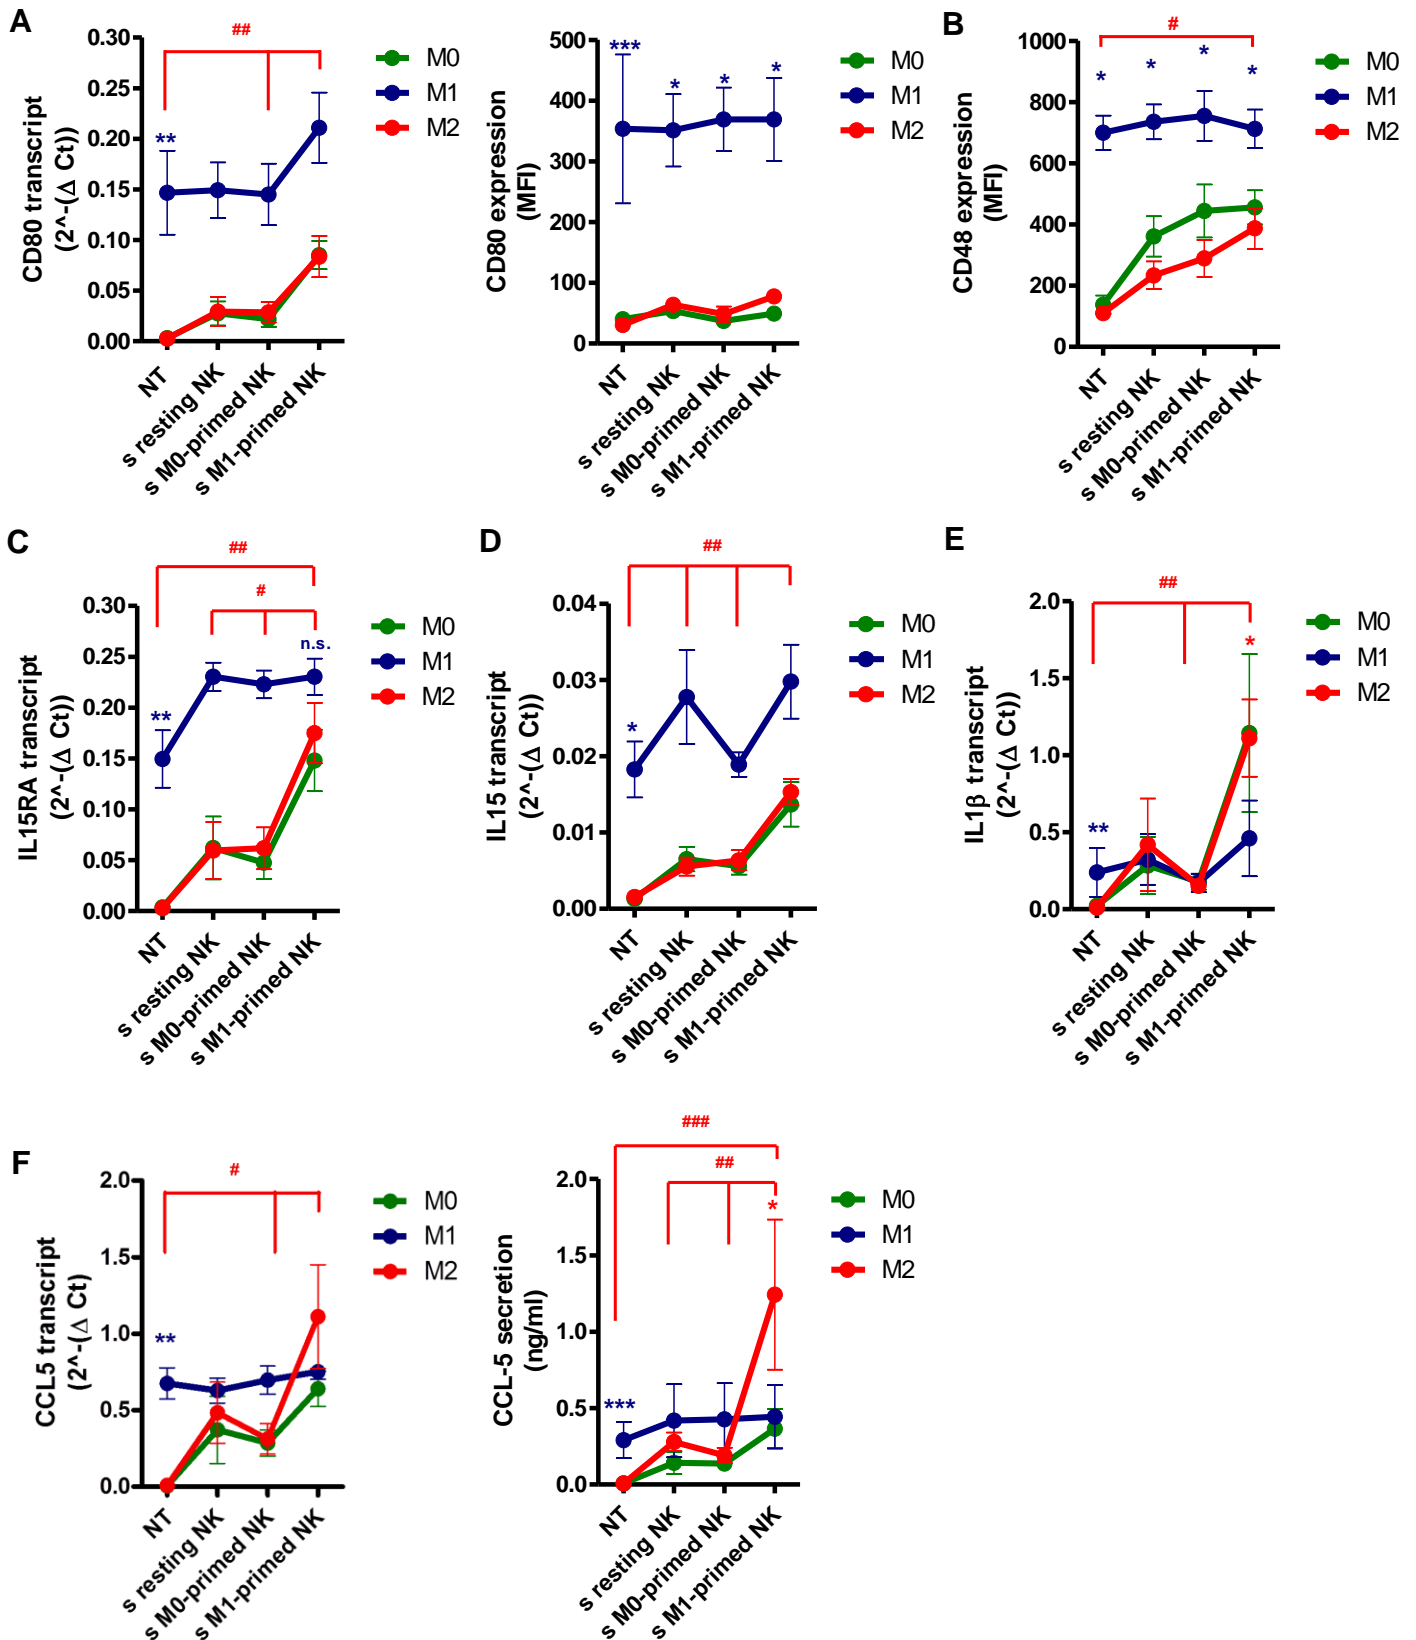 A
CD80 transcript
(2^-(Δ Ct)
0.30
0.25
0.20
0.15
0.10
0.05
0.00
##
**
NT
s resting NK
s M0-primed NK
s M1-primed NK
M0
M1
M2
CD80 expression
(MFI)
500
400
300
200
100
0
***
*
*
*
NT
s resting NK
s M0-primed NK
s M1-primed NK
M0
M1
M2
B
CD48 expression
(MFI)
1000
800
600
400
200
0
#
*
*
*
*
NT
s resting NK
s M0-primed NK
s M1-primed NK
M0
M1
M2
C
IL15RA transcript
(2^-(Δ Ct)
0.30
0.25
0.20
0.15
0.10
0.05
0.00
##
#
n.s.
**
NT
s resting NK
s M0-primed NK
s M1-primed NK
M0
M1
M2
D
IL15 transcript
(2^-(Δ Ct)
0.04
0.03
0.02
0.01
0.00
##
*
NT
s resting NK
s M0-primed NK
s M1-primed NK
M0
M1
M2
E
IL1β transcript
(2^-(Δ Ct)
2.0
1.5
1.0
0.5
0.0
##
*
**
NT
s resting NK
s M0-primed NK
s M1-primed NK
M0
M1
M2
F
CCL5 transcript
(2^-(Δ Ct)
2.0
1.5
1.0
0.5
0.0
#
**
NT
s resting NK
s M0-primed NK
s M1-primed NK
M0
M1
M2
CCL-5 secretion
(ng/ml)
2.0
1.5
1.0
0.5
0.0
###
##
*
***
NT
s resting NK
s M0-primed NK
s M1-primed NK
M0
M1
M2